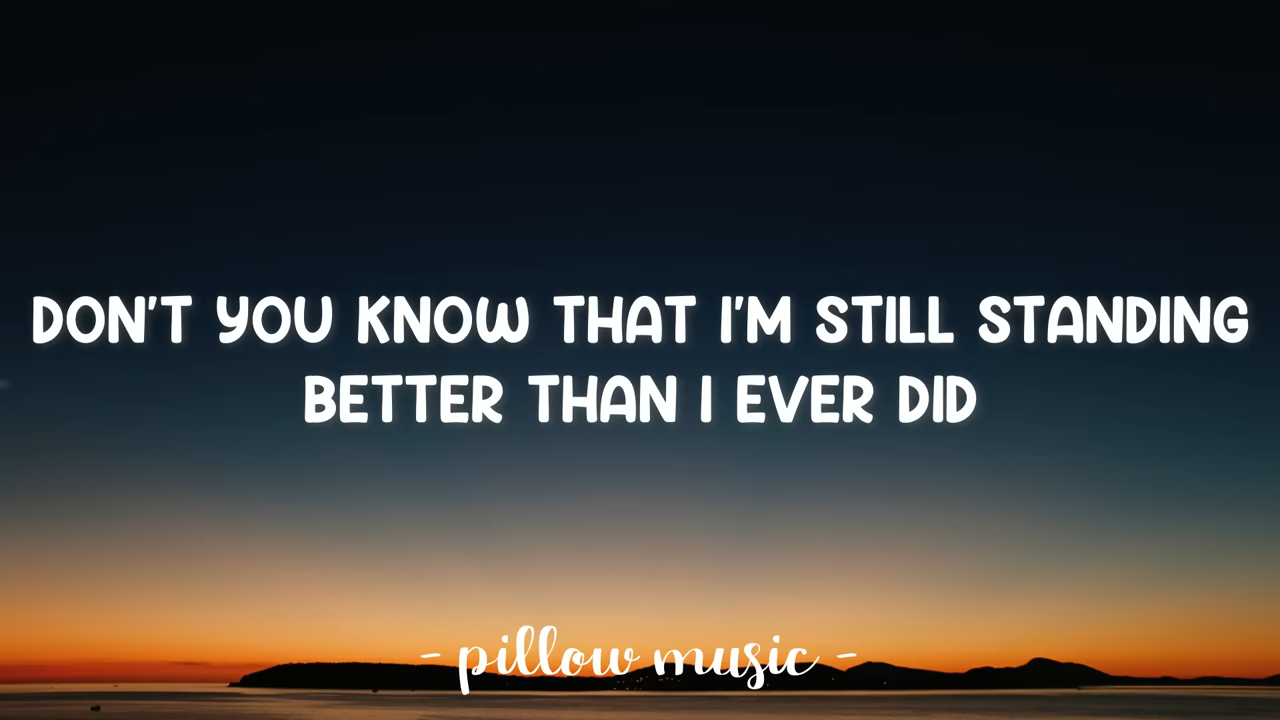 DON'T YOU KNOW THAT I'M STILL STANDING
BETTER THAN I EVER DID
- pillow music -